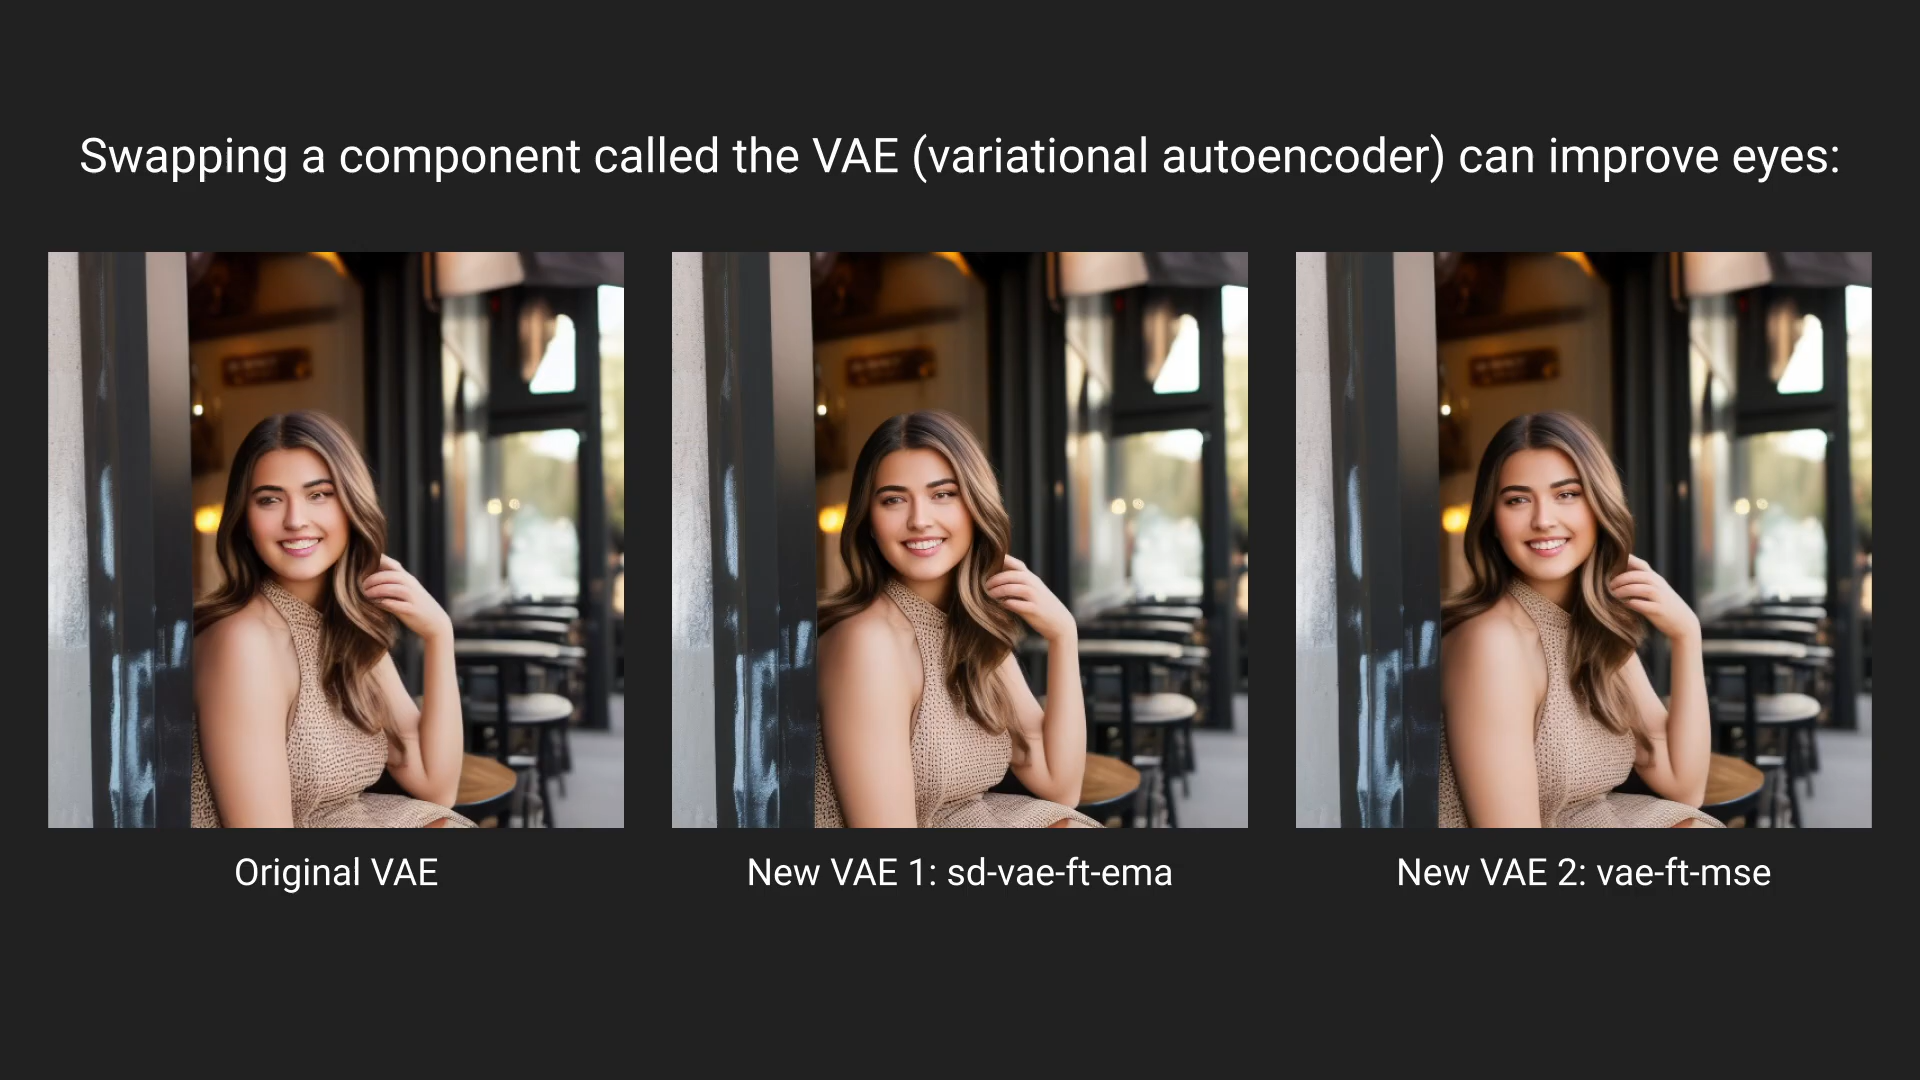 Swapping a component called the VAE (variational autoencoder) can improve eyes:
Original VAE
New VAE 1: sd-vae-ft-ema
New VAE 2: vae-ft-mse